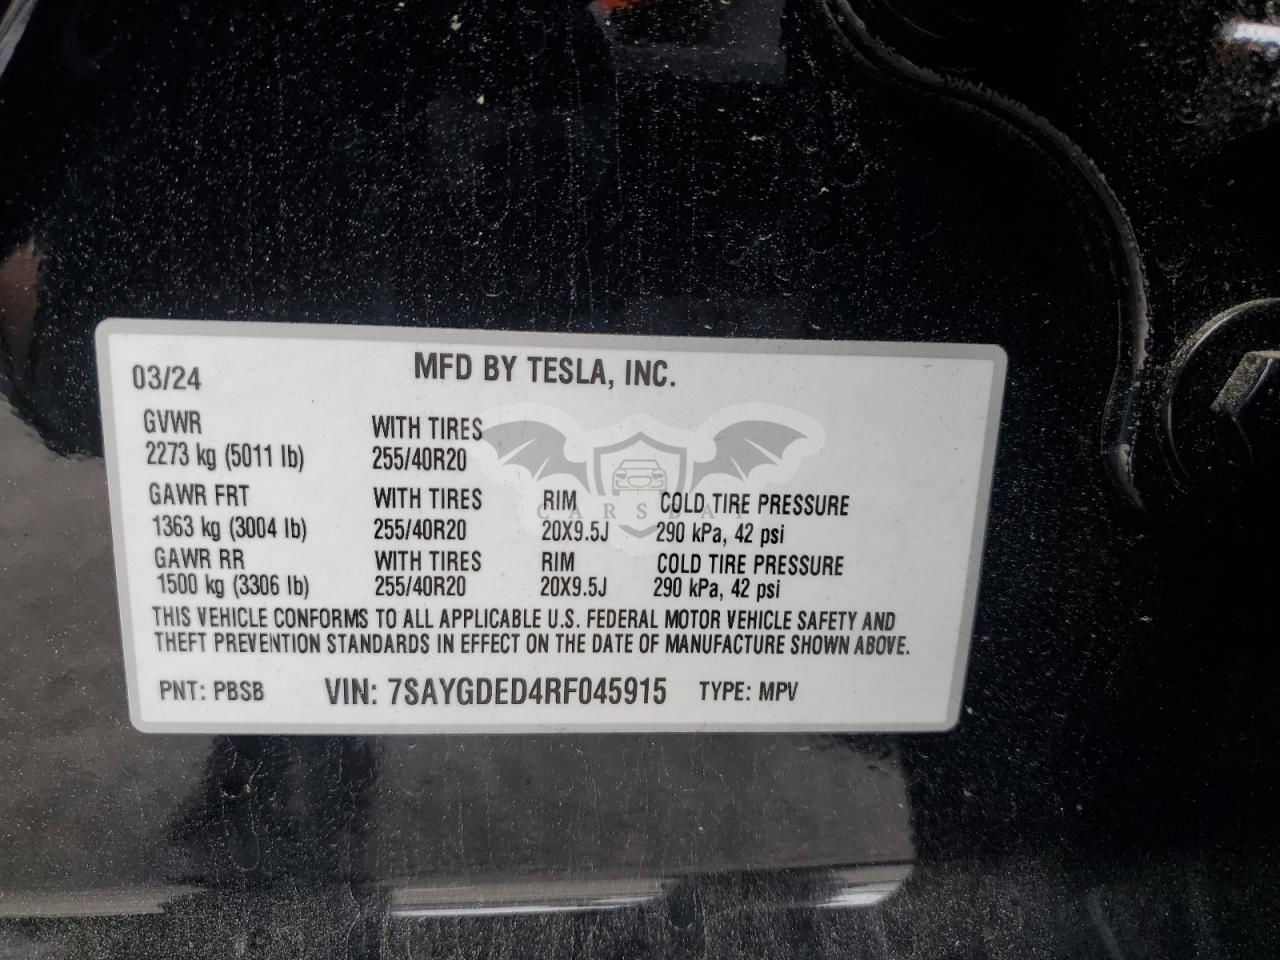 03/24 MFD BY TESLA, INC.
GVWR WITH TIRES
2273 kg (5011 lb) 255/40R20
GAWR FRT WITH TIRES RIM COLD TIRE PRESSURE
1363 kg (3004 lb) 255/40R20 20X9.5J 290 kPa, 42 psi
GAWR RR WITH TIRES RIM COLD TIRE PRESSURE
1500 kg (3306 lb) 255/40R20 20X9.5J 290 kPa, 42 psi
THIS VEHICLE CONFORMS TO ALL APPLICABLE U.S. FEDERAL MOTOR VEHICLE SAFETY AND
THEFT PREVENTION STANDARDS IN EFFECT ON THE DATE OF MANUFACTURE SHOWN ABOVE.
PNT: PBSB VIN: 7SAYGDED4RF045915 TYPE: MPV